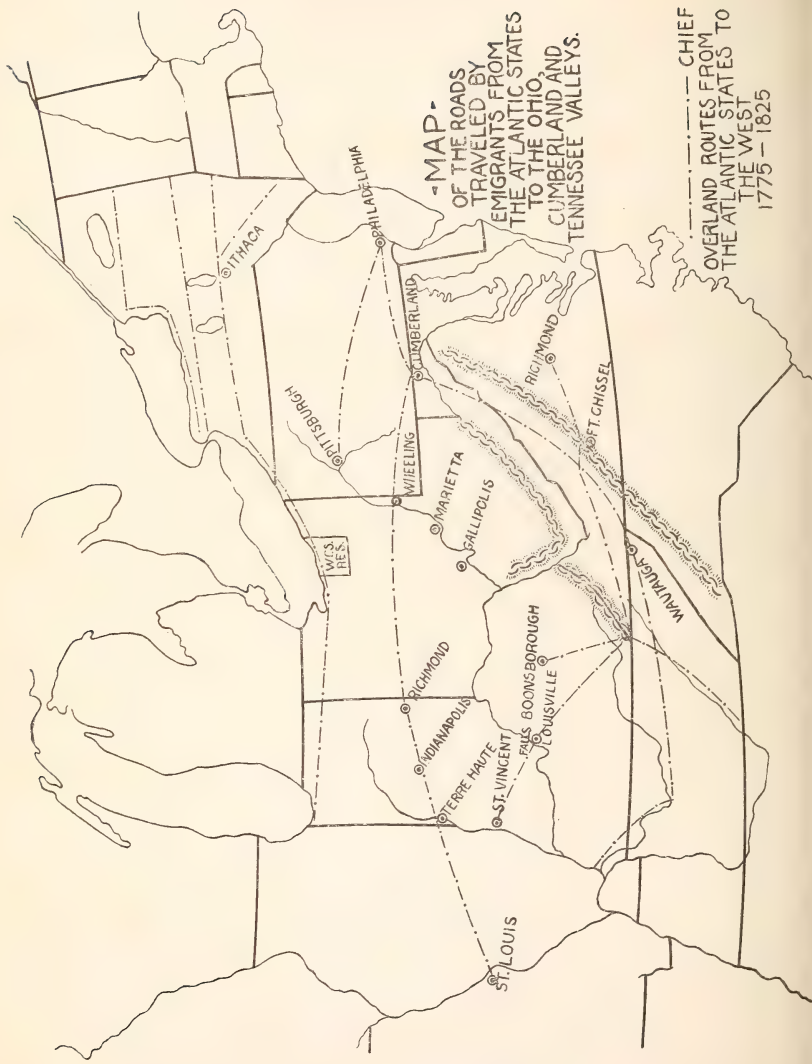 -MAP-
OF THE ROADS
TRAVELED BY
EMIGRANTS FROM
THE ATLANTIC STATES
TO THE OHIO,
CUMBERLAND AND
TENNESSEE VALLEYS.
CHIEF
OVERLAND ROUTES FROM
THE ATLANTIC STATES TO
THE WEST
1775-1825
ITHACA
PHILADELPHIA
PITTSBURGH
CUMBERLAND
WHEELING
MARIETTA
GALLIPOLIS
WES.
RES.
RICHMOND
FT. CHISSEL
WAUTAUGA
RICHMOND
INDIANAPOLIS
TERRE HAUTE
ST. VINCENT
FALLS
BOONSBOROUGH
LOUISVILLE
ST. LOUIS